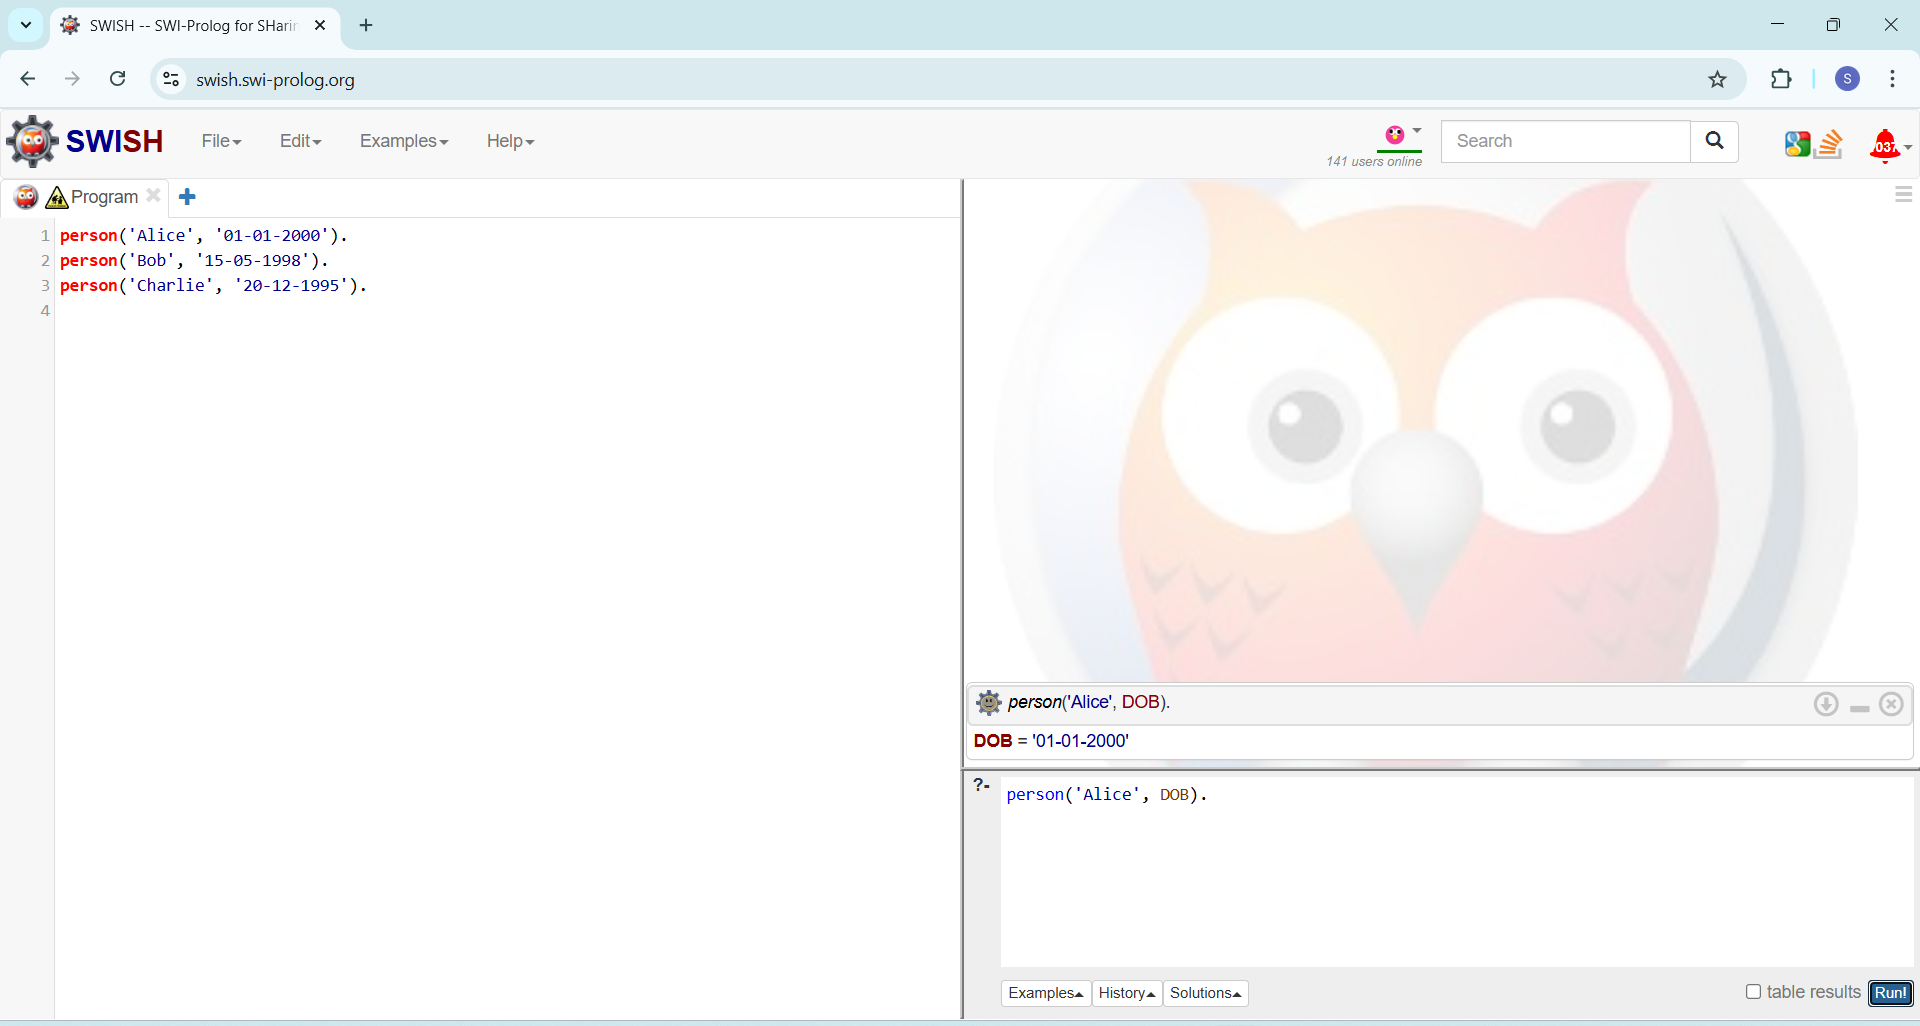 SWISH -- SWI-Prolog for SHarin
swish.swi-prolog.org
S
SWISH
File
Edit
Examples
Help
141 users online
Search
037
Program
1 person('Alice', '01-01-2000').
2 person('Bob', '15-05-1998').
3 person('Charlie', '20-12-1995').
4
person('Alice', DOB).
DOB = '01-01-2000'
?- person('Alice', DOB).
Examples History Solutions
table results Run!